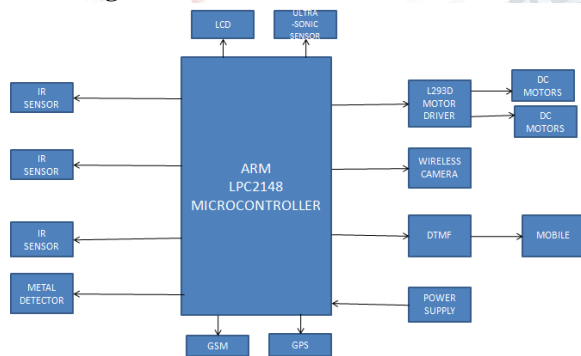 LCD
ULTRA
-SONIC
SENSOR
IR
SENSOR
L293D
MOTOR
DRIVER
DC
MOTORS
DC
MOTORS
IR
SENSOR
ARM
LPC2148
MICROCONTROLLER
WIRELESS
CAMERA
IR
SENSOR
DTMF
MOBILE
METAL
DETECTOR
POWER
SUPPLY
GSM
GPS